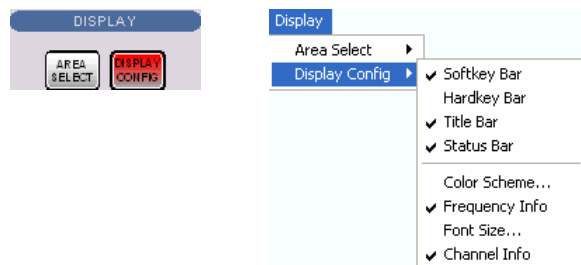 DISPLAY
AREA SELECT
DISPLAY CONFIG
Display
Area Select
Display Config
Softkey Bar
Hardkey Bar
Title Bar
Status Bar
Color Scheme...
Frequency Info
Font Size...
Channel Info